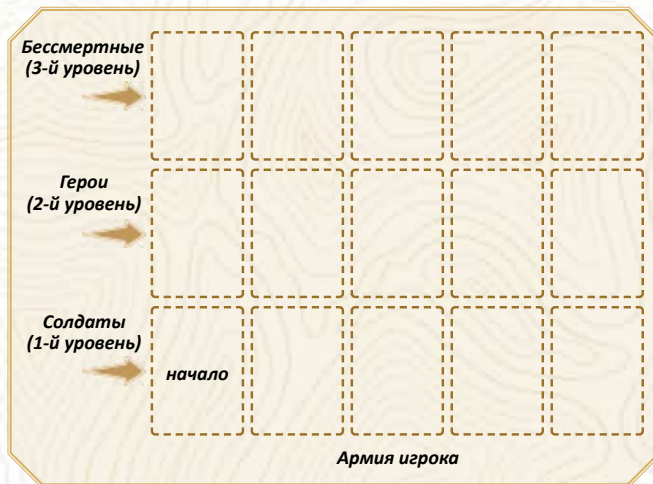 Бессмертные
(3-й уровень)
Герои
(2-й уровень)
Солдаты
(1-й уровень)
начало
Армия игрока